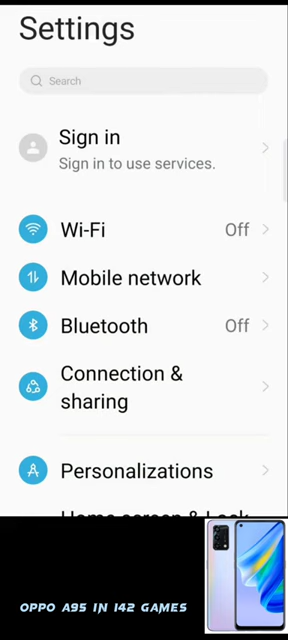 Settings
Search
Sign in
Sign in to use services.
Wi-Fi Off
Mobile network
Bluetooth Off
Connection &
sharing
Personalizations
Home screen & Lock
OPPO A95 IN 142 GAMES